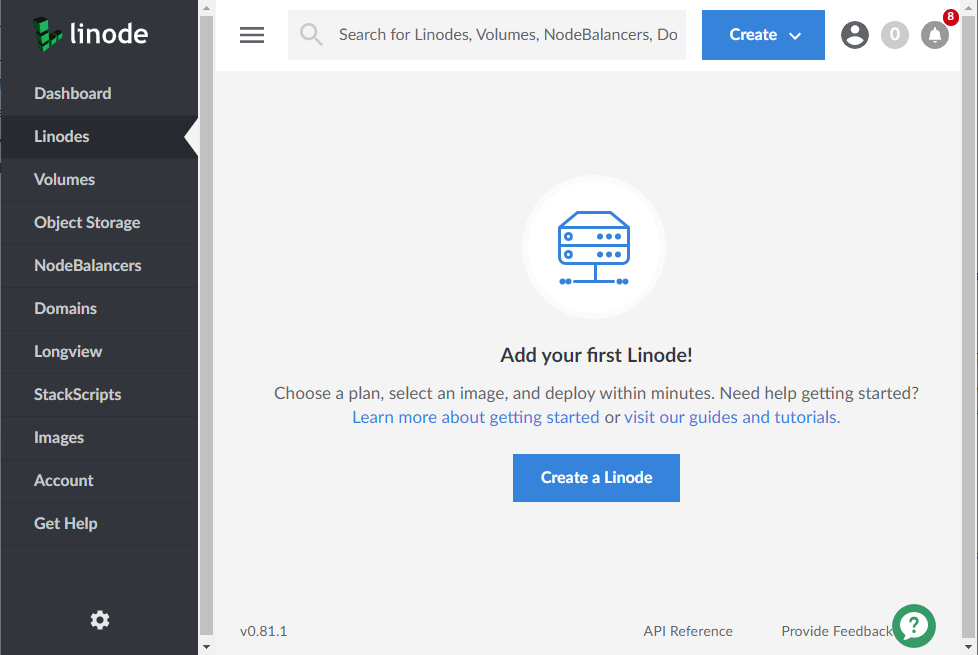 linode
Dashboard
Linodes
Volumes
Object Storage
NodeBalancers
Domains
Longview
StackScripts
Images
Account
Get Help
Search for Linodes, Volumes, NodeBalancers, Do
Create
0
8
Add your first Linode!
Choose a plan, select an image, and deploy within minutes. Need help getting started?
Learn more about getting started or visit our guides and tutorials.
Create a Linode
v0.81.1
API Reference
Provide Feedback
?